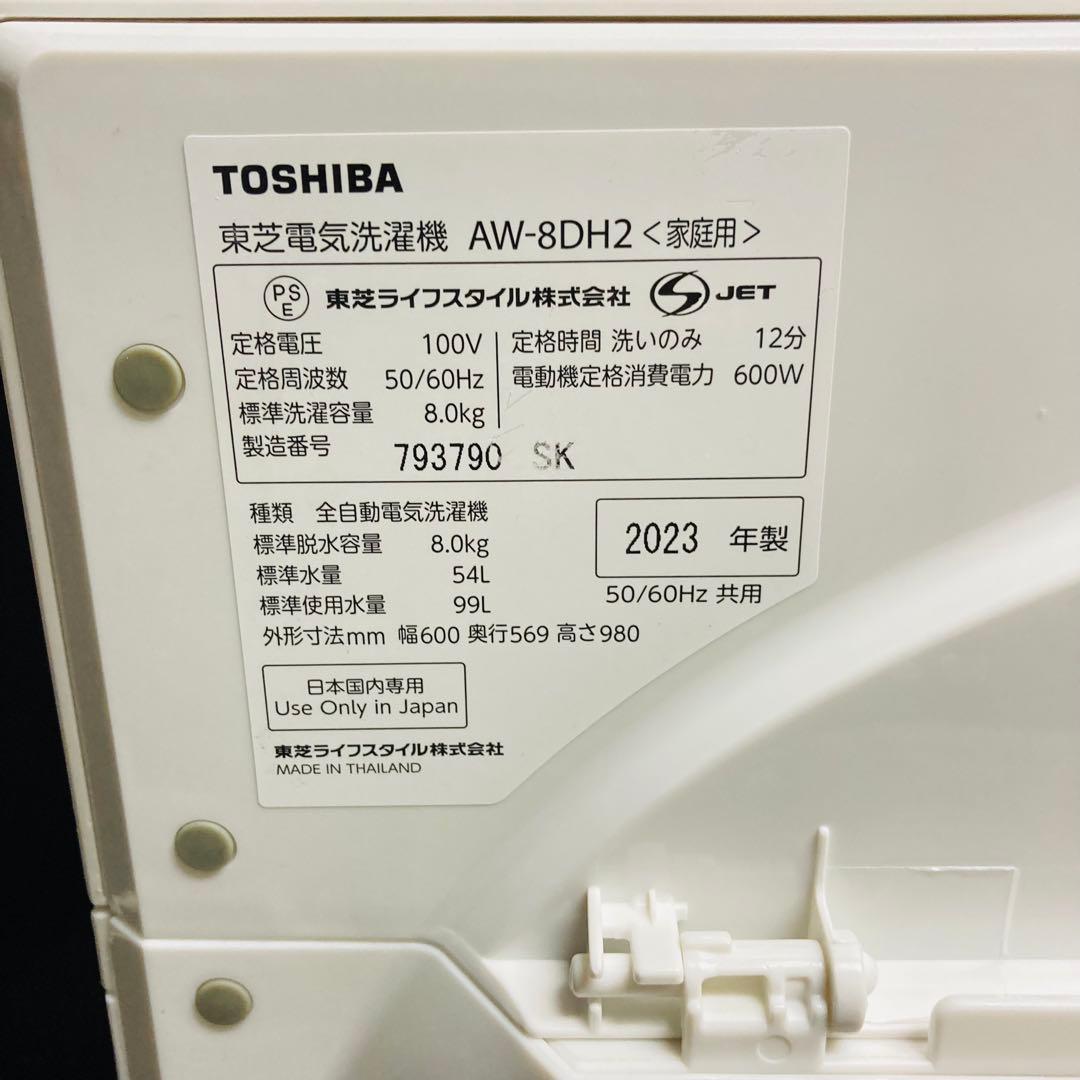 TOSHIBA
東芝電気洗濯機 AW-8DH2 <家庭用>
PSE 東芝ライフスタイル株式会社 S JET
定格電圧 100V 定格時間 洗いのみ 12分
定格周波数 50/60Hz 電動機定格消費電力 600W
標準洗濯容量 8.0kg
製造番号 793790 SK
種類 全自動電気洗濯機
標準脱水容量 8.0kg
2023 年製
標準水量 54L
標準使用水量 99L
50/60Hz 共用
外形寸法mm 幅600 奥行569 高さ980
日本国内専用
Use Only in Japan
東芝ライフスタイル株式会社
MADE IN THAILAND